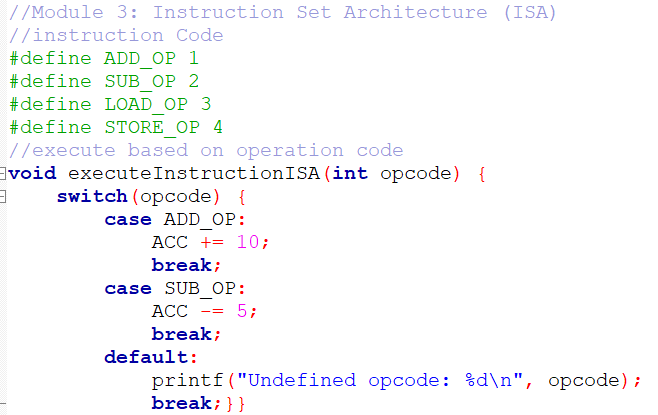 //Module 3: Instruction Set Architecture (ISA)
//instruction Code
#define ADD_OP 1
#define SUB_OP 2
#define LOAD_OP 3
#define STORE_OP 4
//execute based on operation code
void executeInstructionISA(int opcode) {
    switch(opcode) {
        case ADD_OP:
            ACC += 10;
            break;
        case SUB_OP:
            ACC -= 5;
            break;
        default:
            printf("Undefined opcode: %d\n", opcode);
            break;}}